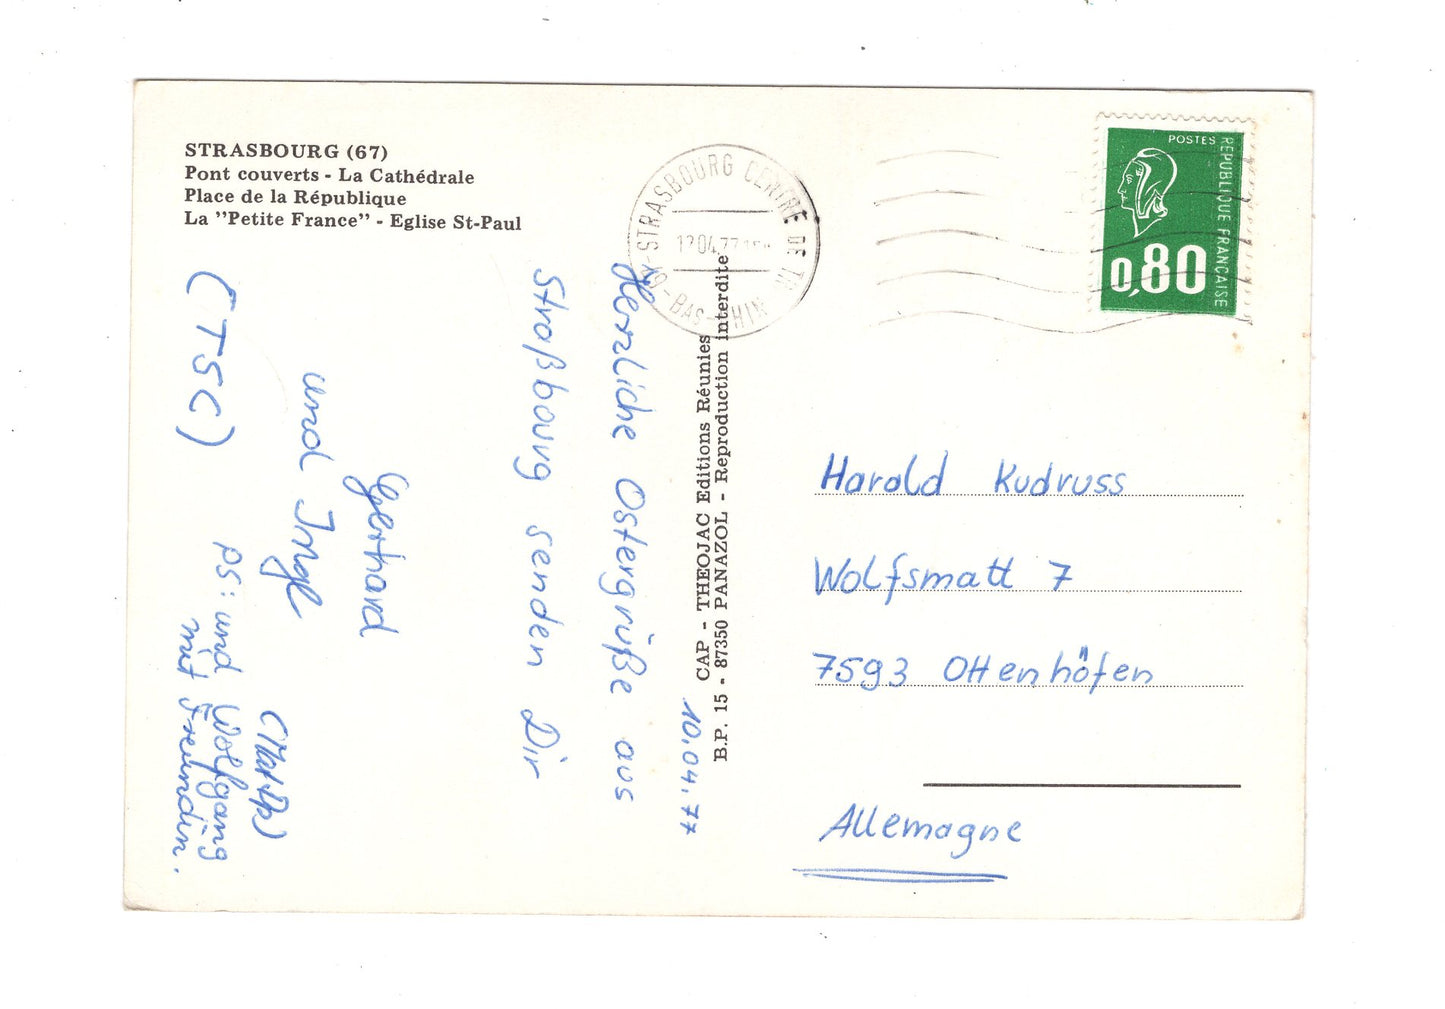 STRASBOURG (67)
Pont couverts - La Cathédrale
Place de la République
La "Petite France" - Eglise St-Paul
STRASBOURG CENTRE DE
BAS-RHIN
POSTES
REPUBLIQUE FRANÇAISE
0,80
CAP - THEOJAC Editions Réunies
B.P. 15 - 87350 PANAZOL - Reproduction interdite
10.04.77
Herzliche Ostergrüße aus
Straßbourg senden Dir
Gerhard
und Inge
(TSC)
PS: und Wolfgang
mit Freundin.
Harald Kudruss
Wolfsmatt 7
7593 Ottenhöfen
Allemagne